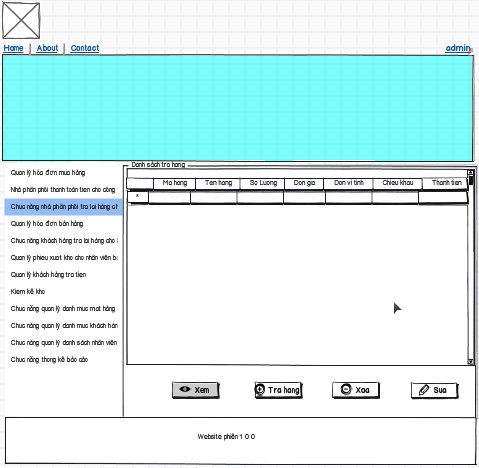 Home | About | Contact
admin
Danh sách tra hang
Quan lý hóa đơn mua hàng
Nhà phân phối thanh toán tien cho công
Chuc năng nhà phân phối tra lai hàng ch
Quan lý hóa đơn bán hàng
Chuc năng khách hàng tra lai hàng cho
Quan lý phieu xuat kho cho nhân viên bá
Quan lý khách hàng tra tien
Kiem kê kho
Chuc năng quan lý danh muc mat hàng
Chuc năng quan lý danh muc khách hàn
Chuc năng quan lý danh sách nhân viên
Chuc năng thong kê báo cáo
Ma hang Ten hang So Luong Don gia Don vi tinh Chieu khau Thanh tien
*
Xem Tra hang Xoa Sua
Website phiên 1 0 0